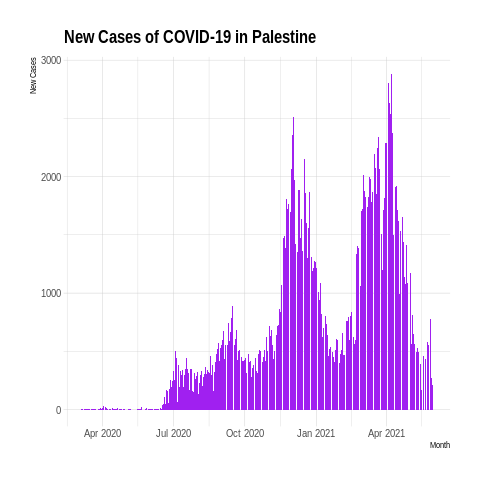 New Cases of COVID-19 in Palestine
New Cases
3000
2000
1000
0
Apr 2020 Jul 2020 Oct 2020 Jan 2021 Apr 2021
Month